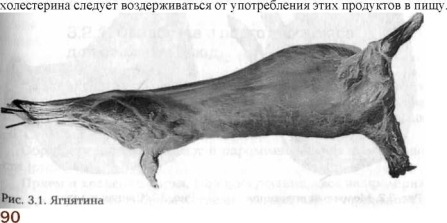 холестерина следует воздерживаться от употребления этих продуктов в пищу.
Рис. 3.1. Ягнятина
90